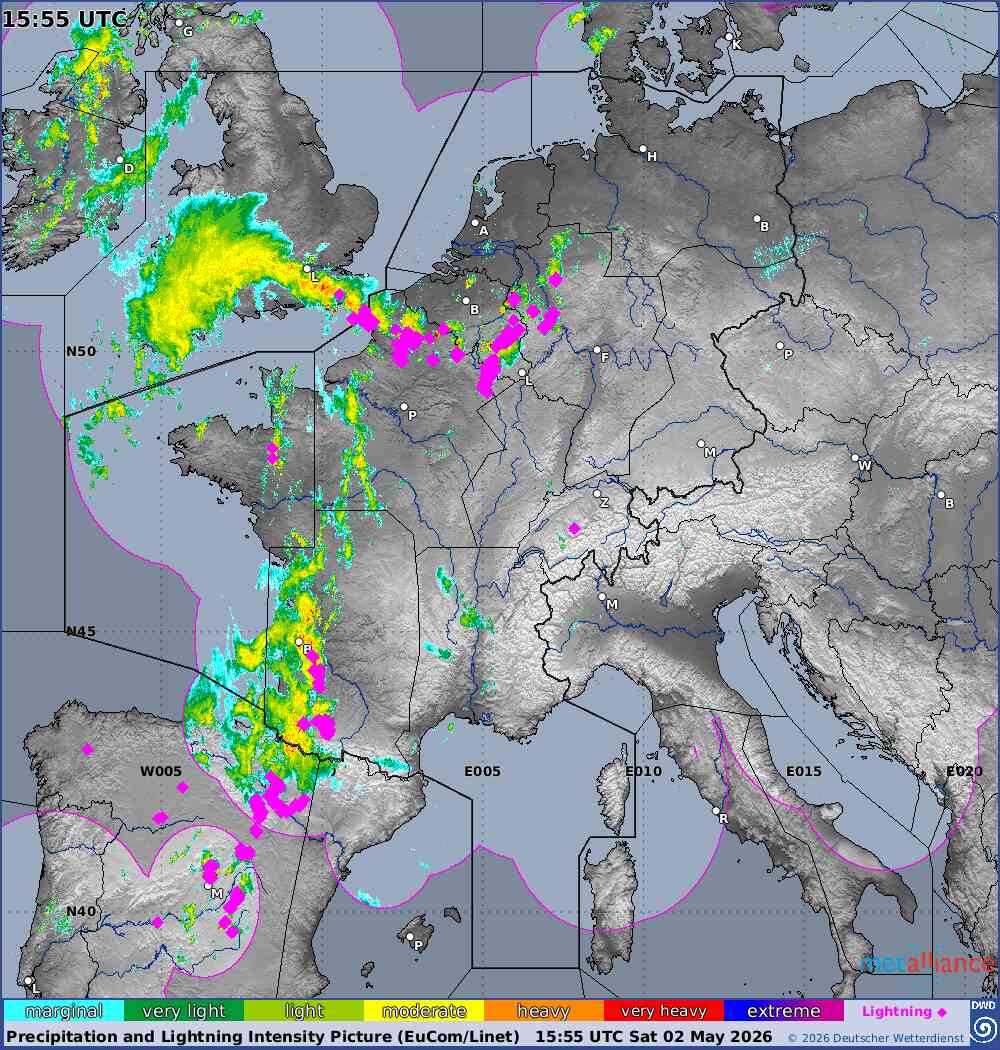 15:55 UTC
G
K
D
H
A
B
L
B
N50
F
P
L
P
M
W
Z
B
M
N45
B
W005
E005
E010
E015
E020
R
M
N40
P
L
metalliance
marginal very light light moderate heavy very heavy extreme Lightning
DWD
Precipitation and Lightning Intensity Picture (EuCom/Linet) 15:55 UTC Sat 02 May 2026 © 2026 Deutscher Wetterdienst